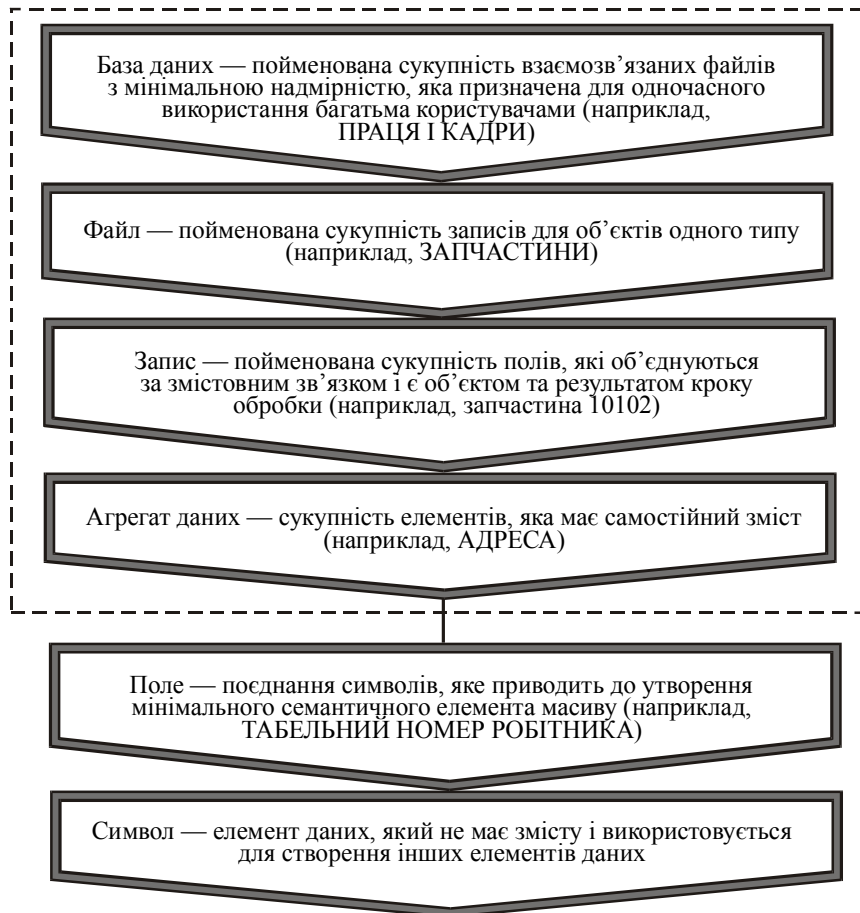 База даних — пойменована сукупність взаємозв’язаних файлів
з мінімальною надмірністю, яка призначена для одночасного
використання багатьма користувачами (наприклад,
ПРАЦЯ І КАДРИ)
Файл — пойменована сукупність записів для об’єктів одного типу
(наприклад, ЗАПЧАСТИНИ)
Запис — пойменована сукупність полів, які об’єднуються
за змістовним зв’язком і є об’єктом та результатом кроку
обробки (наприклад, запчастина 10102)
Агрегат даних — сукупність елементів, яка має самостійний зміст
(наприклад, АДРЕСА)
Поле — поєднання символів, яке приводить до утворення
мінімального семантичного елемента масиву (наприклад,
ТАБЕЛЬНИЙ НОМЕР РОБІТНИКА)
Символ — елемент даних, який не має змісту і використовується
для створення інших елементів даних